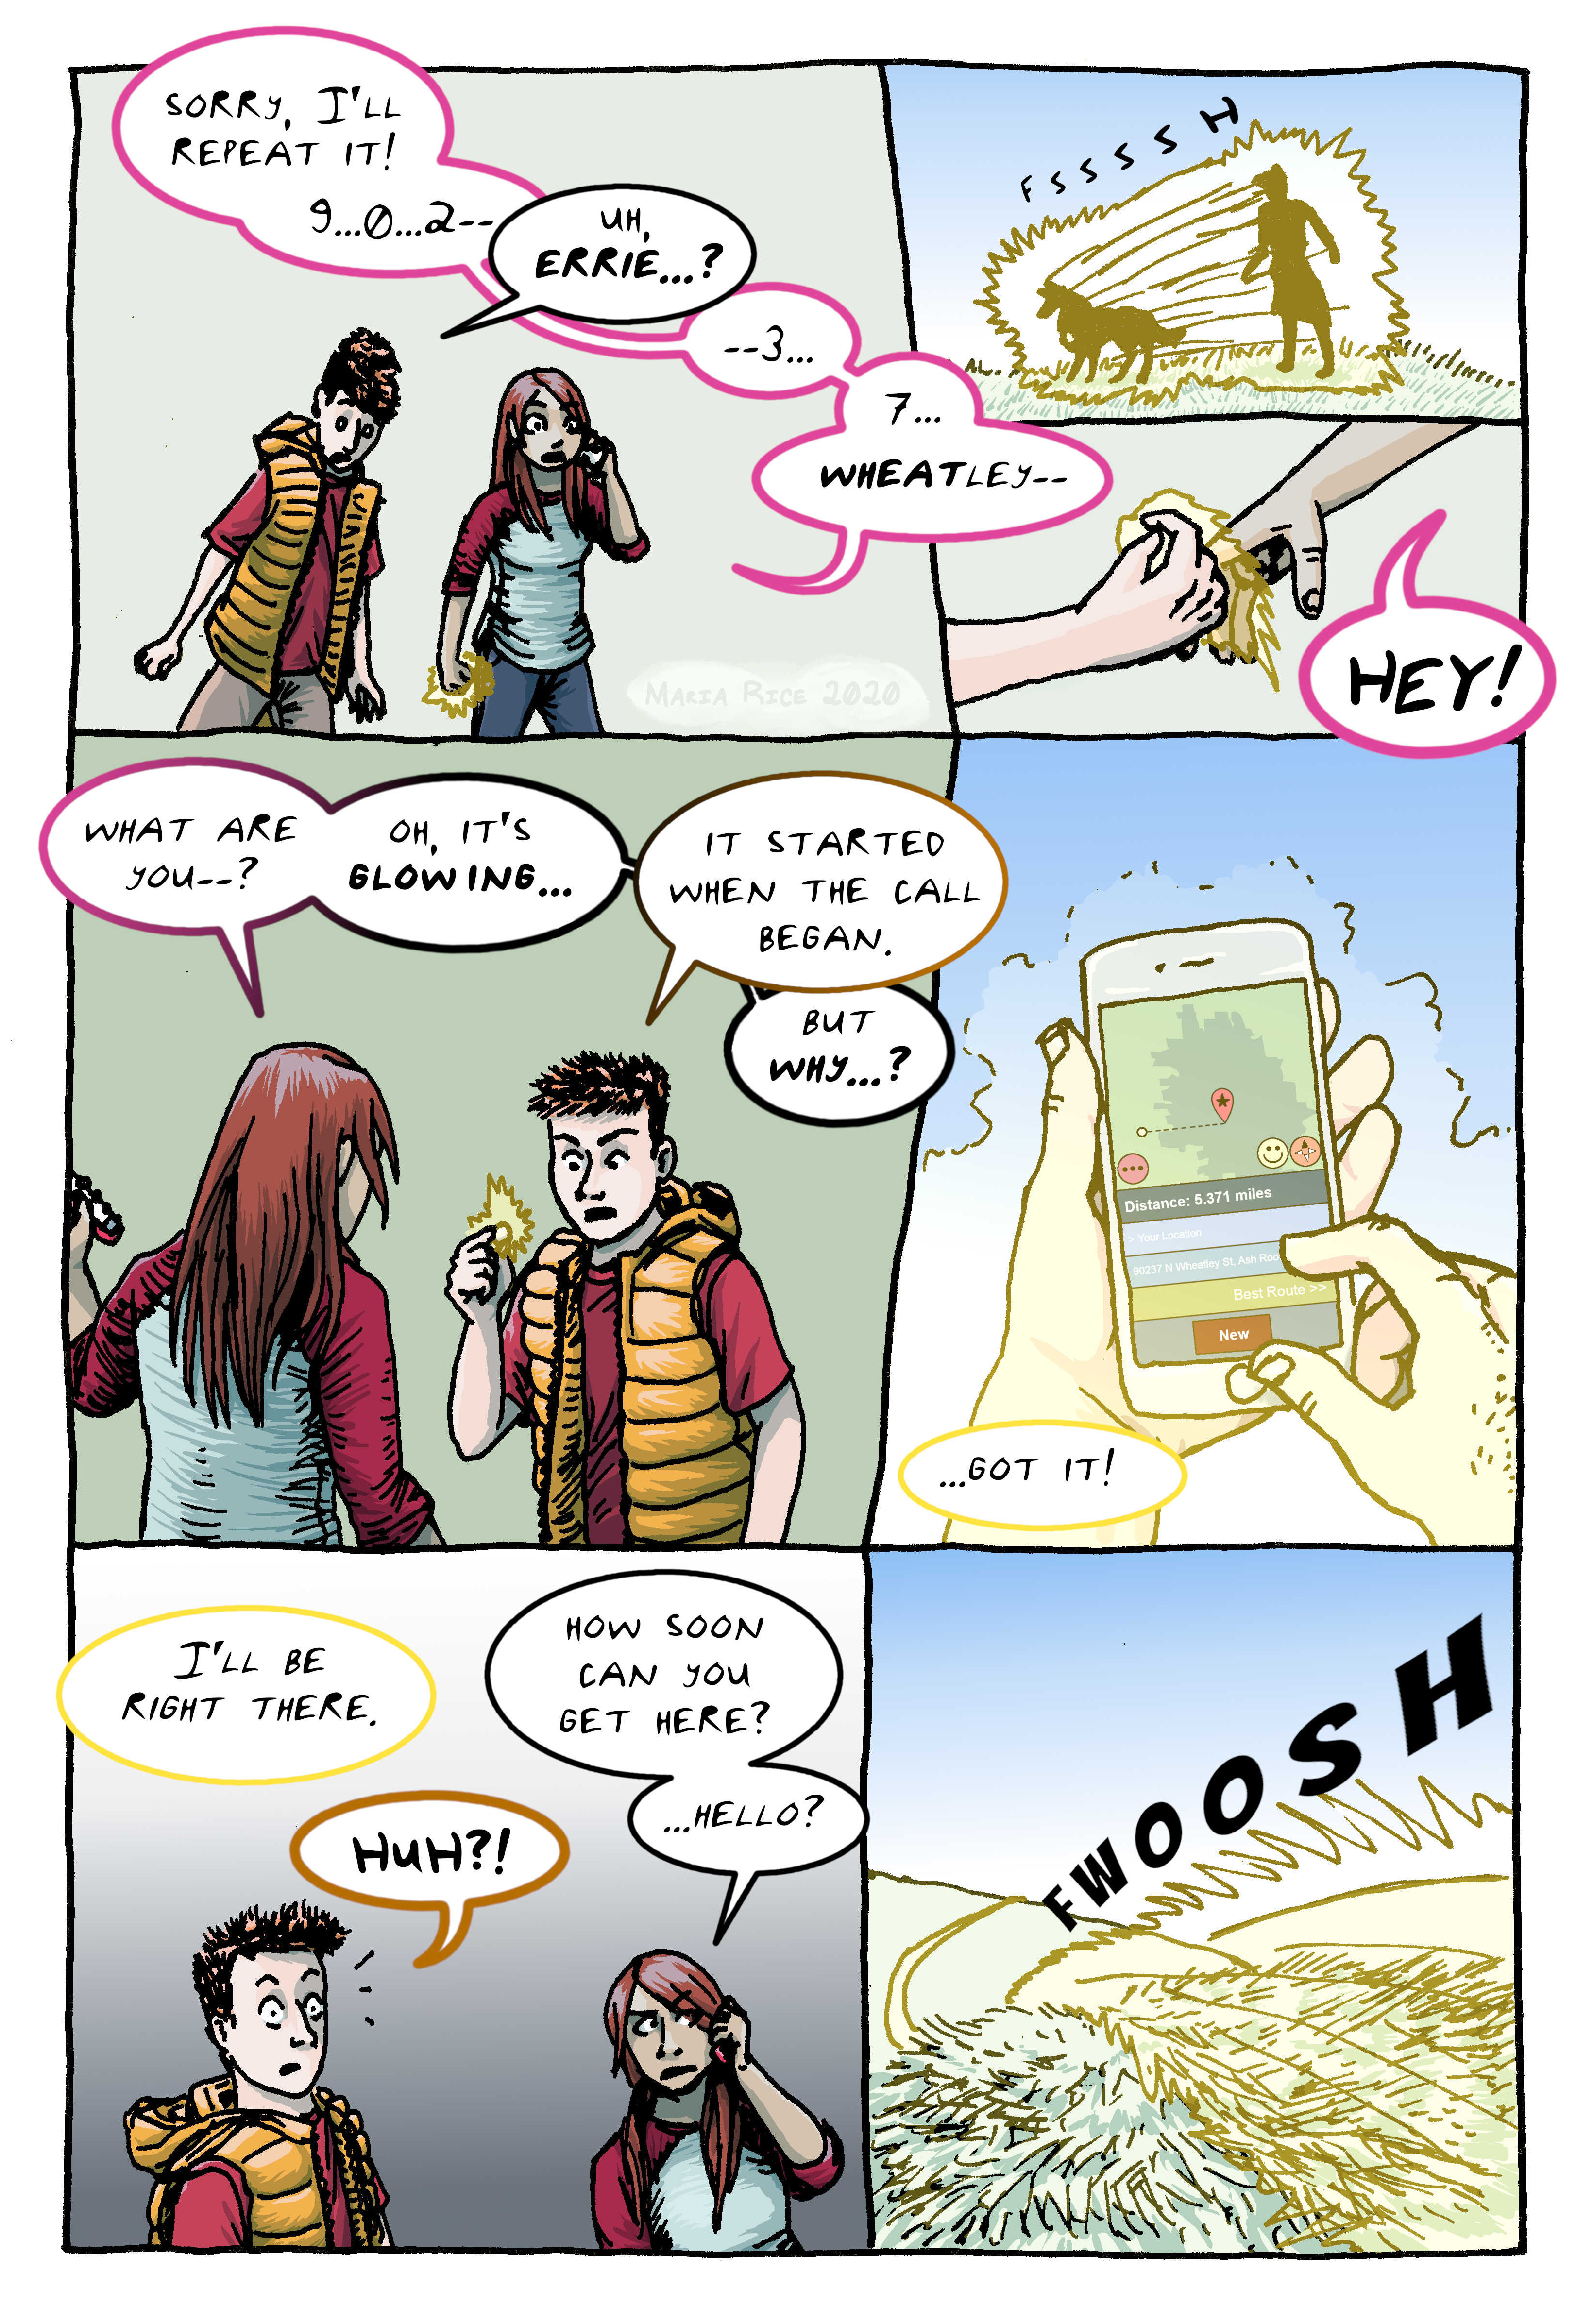 SORRY, I'LL
REPEAT IT!
9...0...2--
UH,
ERRIE...?
--3...
7...
WHEATLEY--
MARIA RICE 2020
FSSSSH
HEY!
WHAT ARE
YOU--?
OH, IT'S
GLOWING...
IT STARTED
WHEN THE CALL
BEGAN.
BUT
WHY...?
Distance: 5.371 miles
> Your Location
90237 N Wheatley St, Ash Roc
Best Route >>
New
...GOT IT!
I'LL BE
RIGHT THERE.
HUH?!
HOW SOON
CAN YOU
GET HERE?
...HELLO?
FWOOSH